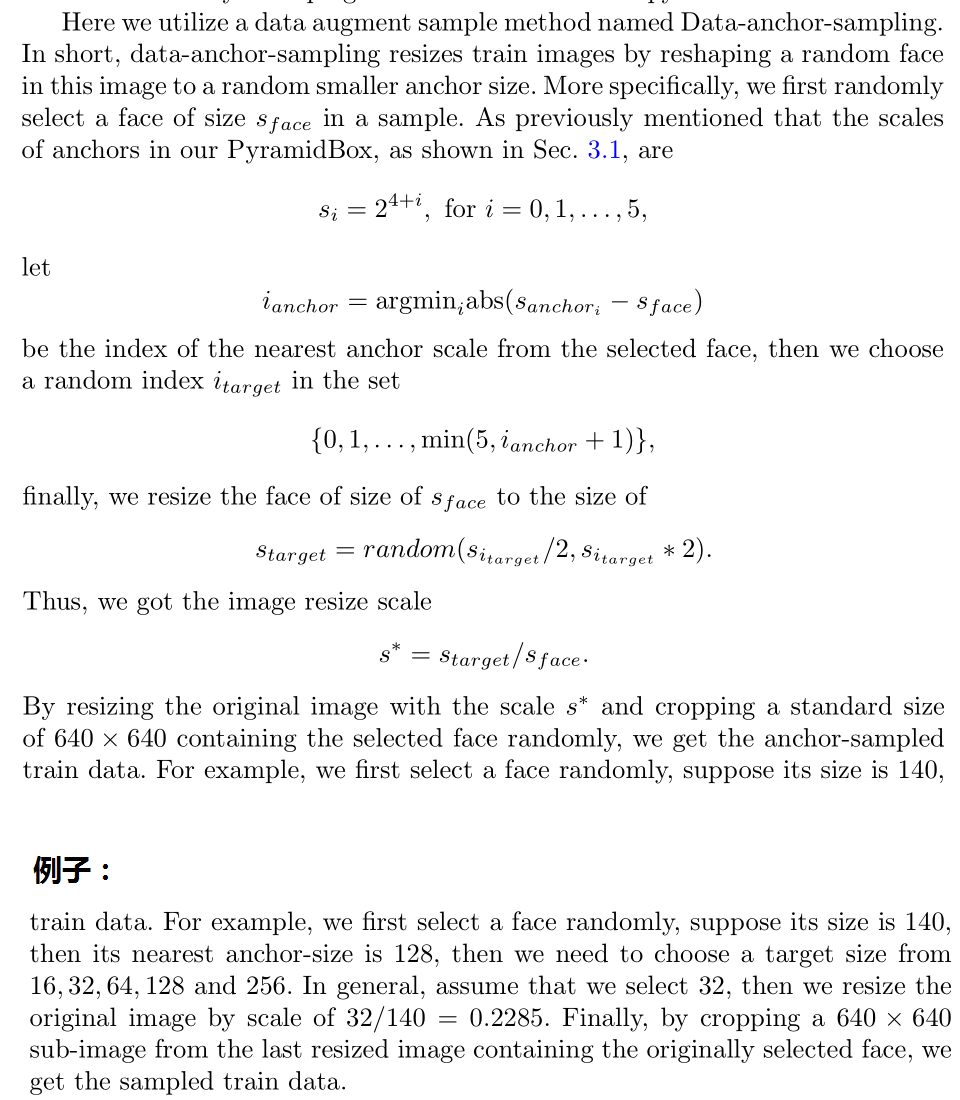 Here we utilize a data augment sample method named Data-anchor-sampling.
In short, data-anchor-sampling resizes train images by reshaping a random face
in this image to a random smaller anchor size. More specifically, we first randomly
select a face of size s_{face} in a sample. As previously mentioned that the scales
of anchors in our PyramidBox, as shown in Sec. 3.1, are
s_i = 2^{4+i}, for i = 0, 1, . . . , 5,
let
i_{anchor} = argmin_i abs(s_{anchor_i} − s_{face})
be the index of the nearest anchor scale from the selected face, then we choose
a random index i_{target} in the set
{0, 1, . . . , min(5, i_{anchor} + 1)},
finally, we resize the face of size of s_{face} to the size of
s_{target} = random(s_{i_{target}}/2, s_{i_{target}} ∗ 2).
Thus, we got the image resize scale
s^* = s_{target}/s_{face}.
By resizing the original image with the scale s^* and cropping a standard size
of 640 × 640 containing the selected face randomly, we get the anchor-sampled
train data. For example, we first select a face randomly, suppose its size is 140,
例子：
train data. For example, we first select a face randomly, suppose its size is 140,
then its nearest anchor-size is 128, then we need to choose a target size from
16, 32, 64, 128 and 256. In general, assume that we select 32, then we resize the
original image by scale of 32/140 = 0.2285. Finally, by cropping a 640 × 640
sub-image from the last resized image containing the originally selected face, we
get the sampled train data.